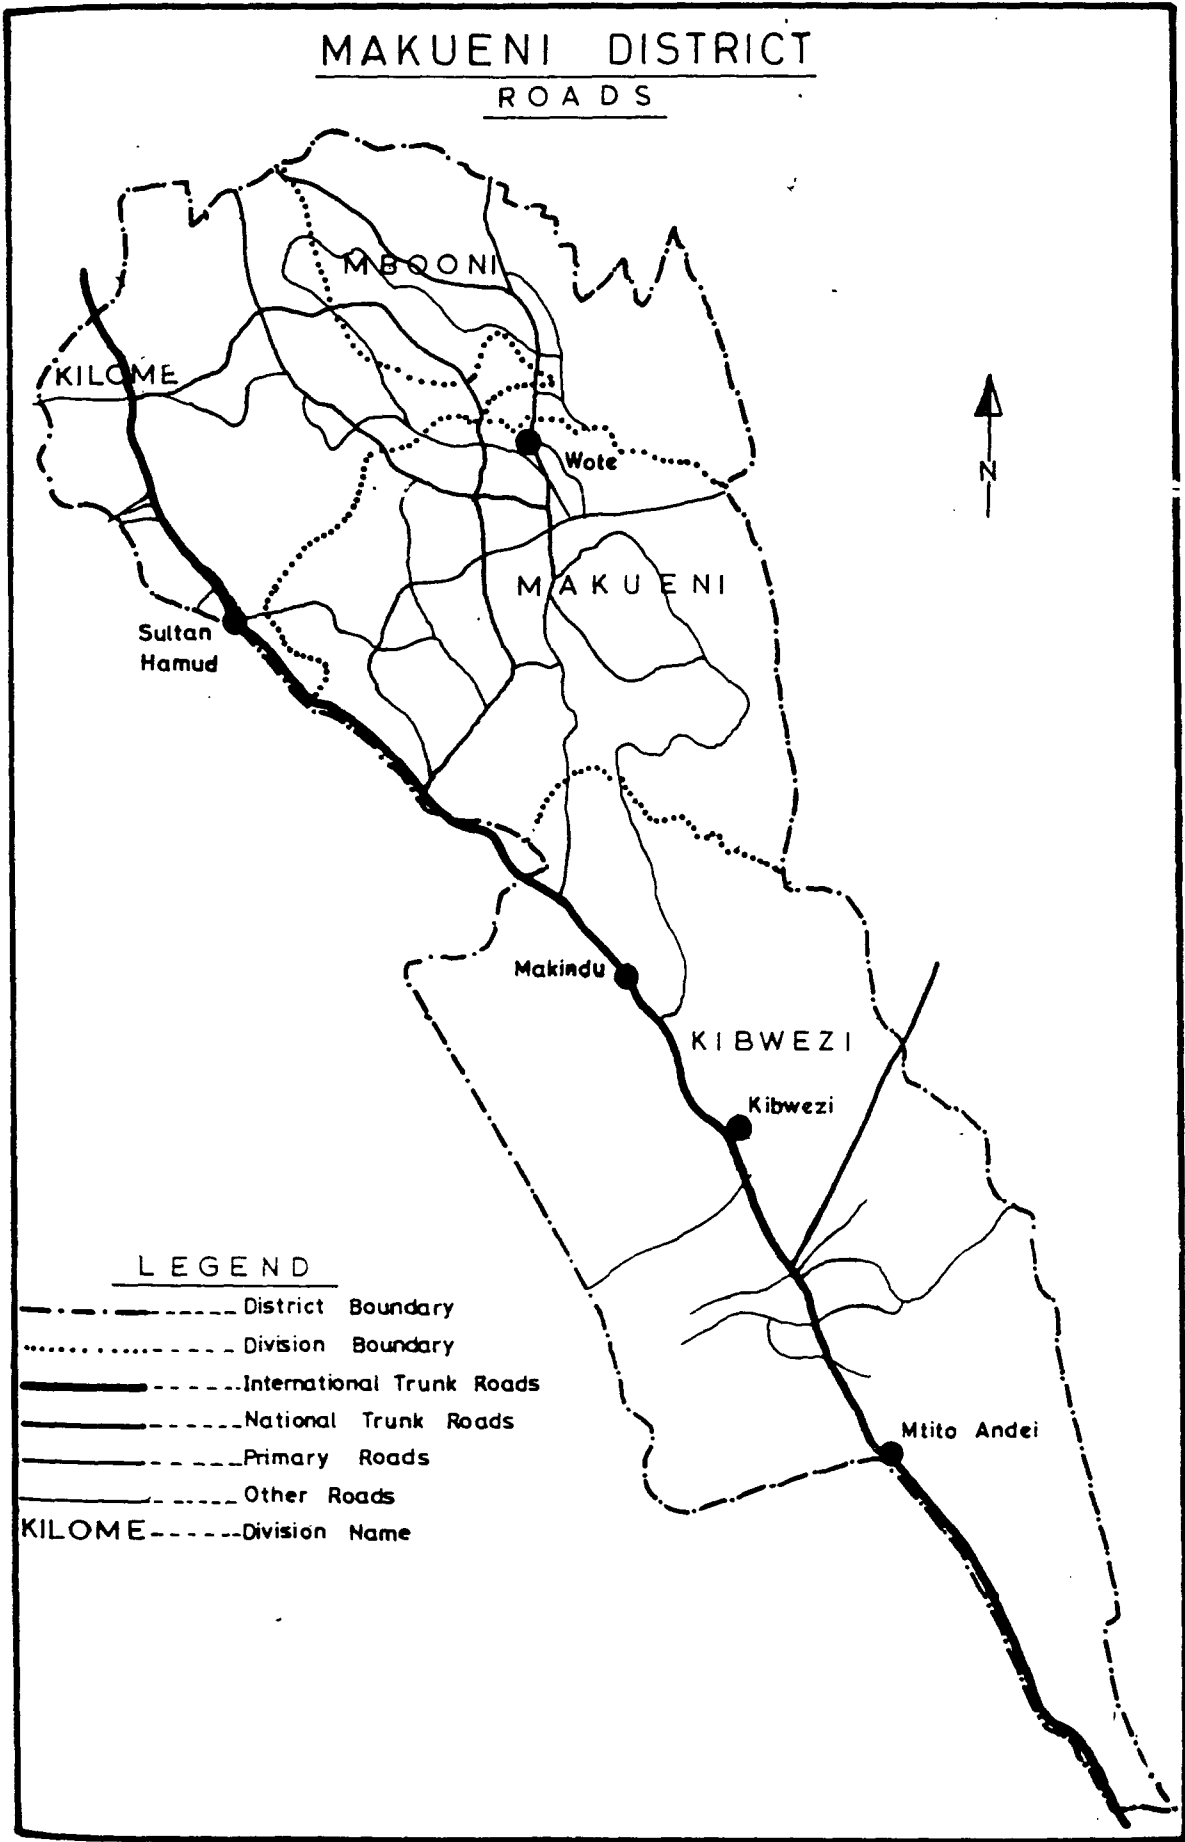 MAKUENI DISTRICT
ROADS
MBOONI
KILOME
N
Wote
MAKUENI
Sultan
Hamud
Makindu
KIBWEZI
Kibwezi
LEGEND
District Boundary
Division Boundary
International Trunk Roads
National Trunk Roads
Mtito Andei
Primary Roads
Other Roads
KILOME Division Name